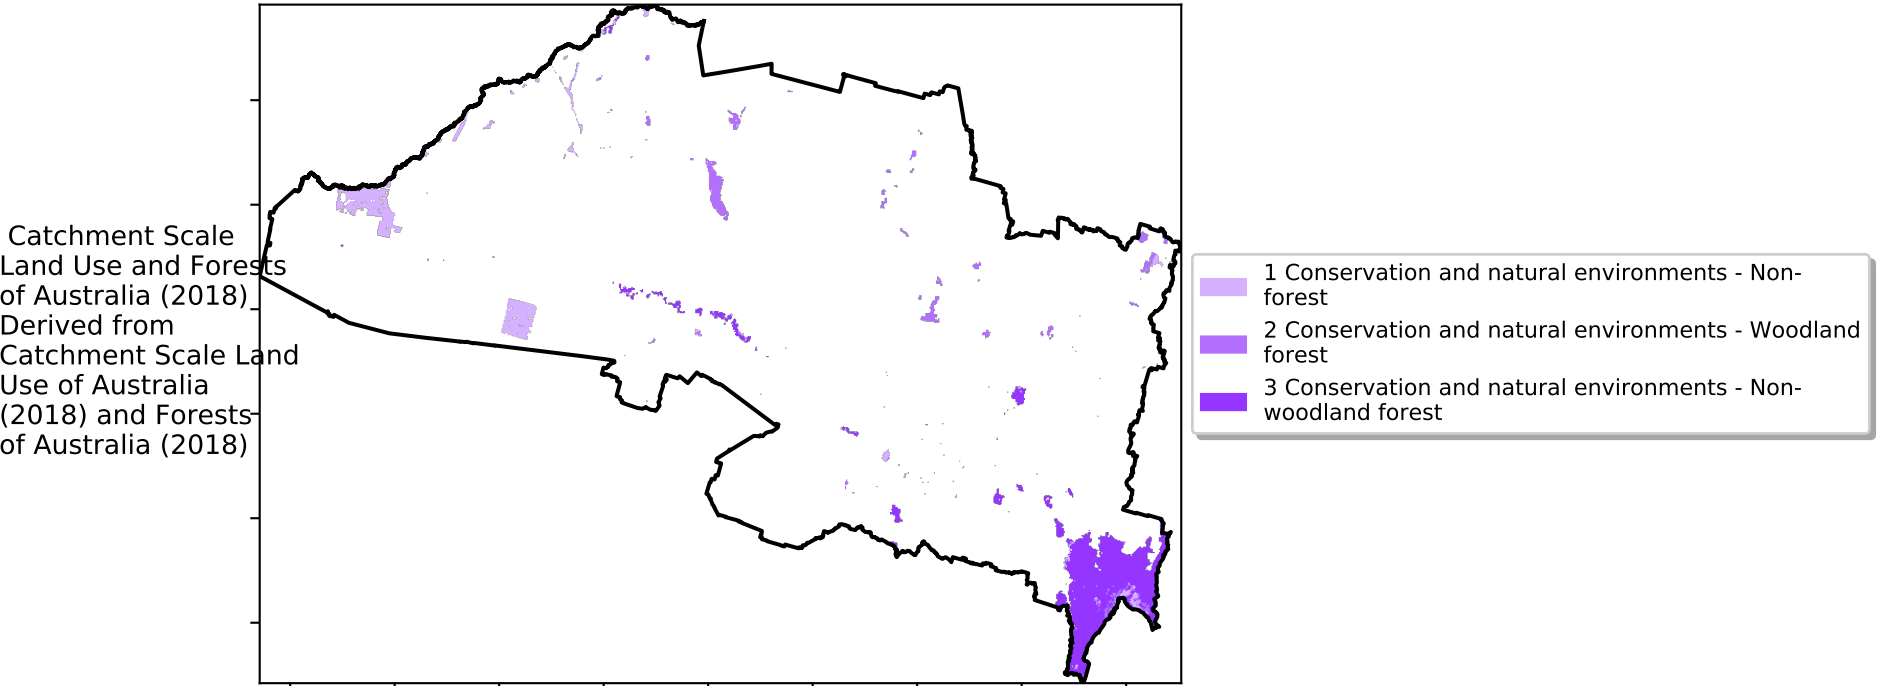 Catchment Scale
Land Use and Forests
of Australia (2018)
Derived from
Catchment Scale Land
Use of Australia
(2018) and Forests
of Australia (2018)
1 Conservation and natural environments - Non-
forest
2 Conservation and natural environments - Woodland
forest
3 Conservation and natural environments - Non-
woodland forest